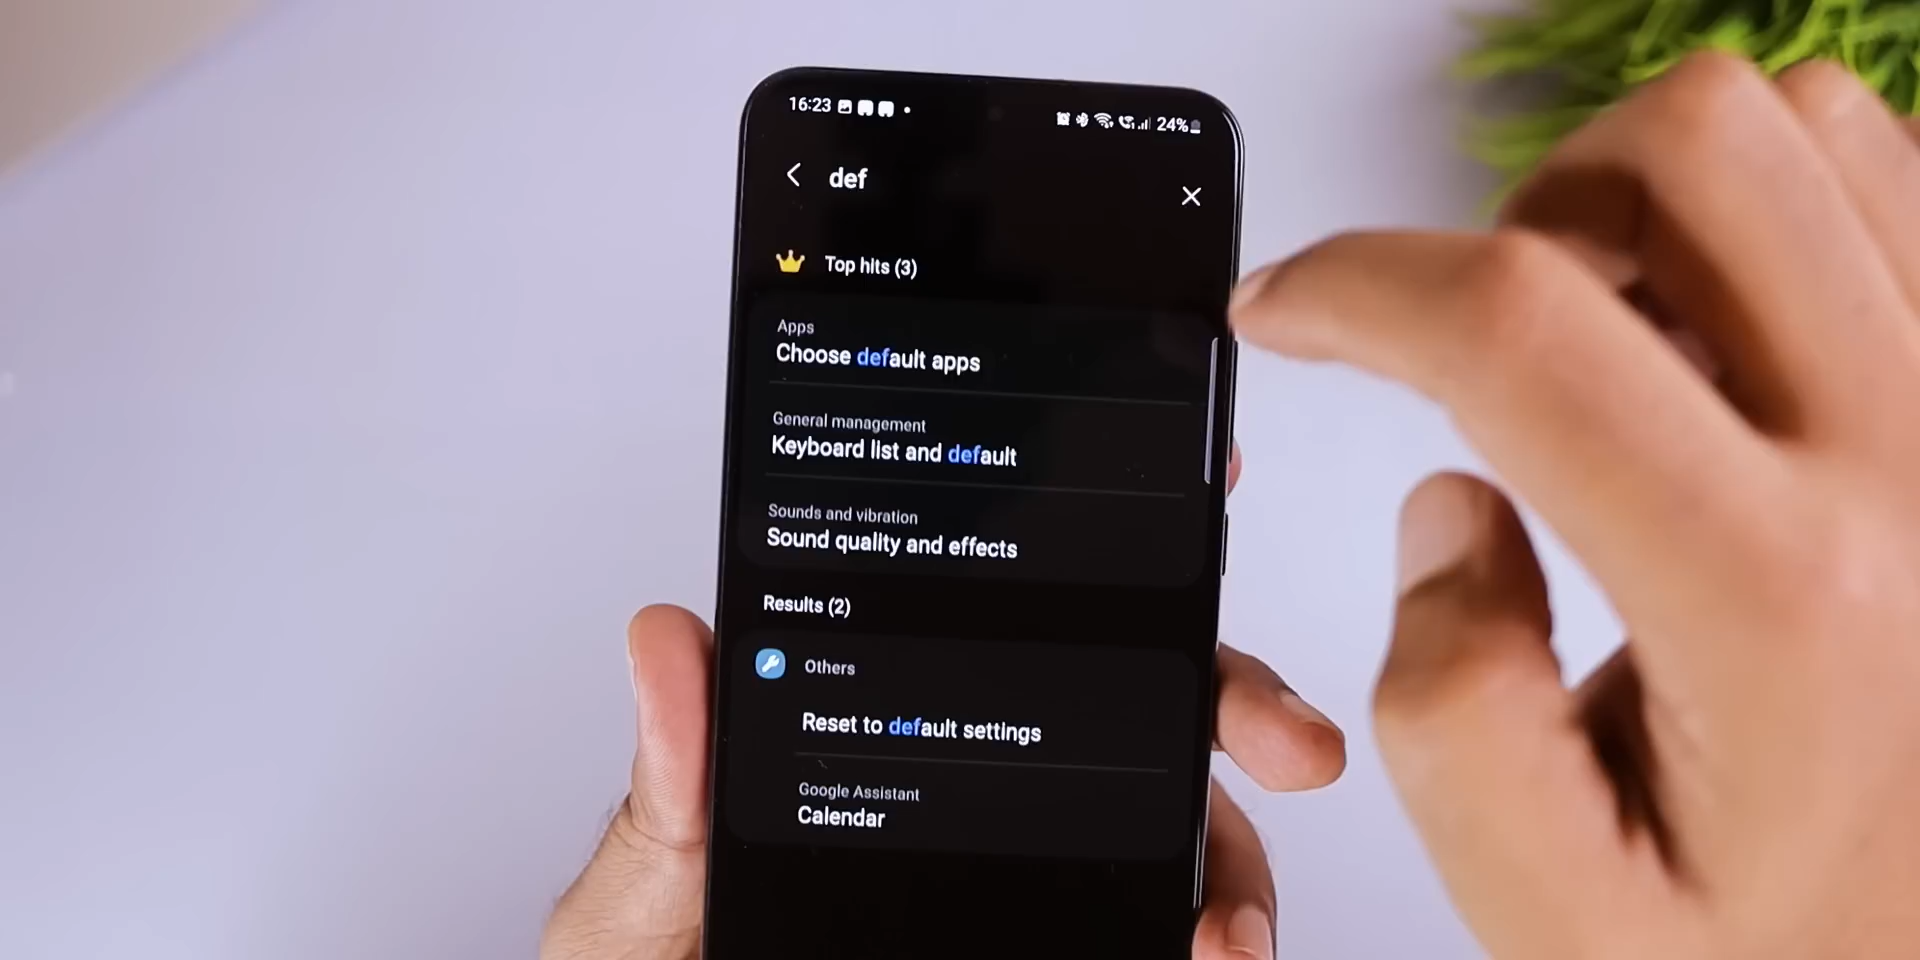 16:23
24%
def
Top hits (3)
Apps
Choose default apps
General management
Keyboard list and default
Sounds and vibration
Sound quality and effects
Results (2)
Others
Reset to default settings
Google Assistant
Calendar